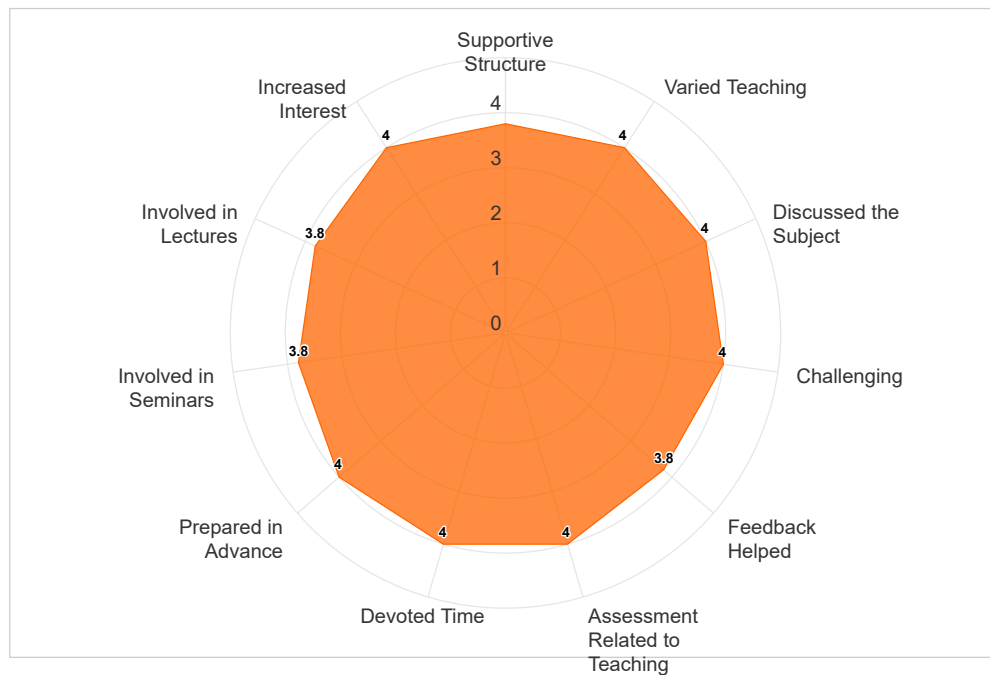 Supportive
Structure
Increased
Interest
Varied Teaching
4
4
4
3
2
1
0
Involved in
Lectures
3.8
4
Discussed the
Subject
Involved in
Seminars
3.8
4
Challenging
4
3.8
Prepared in
Advance
Feedback
Helped
4
4
Devoted Time
Assessment
Related to
Teaching